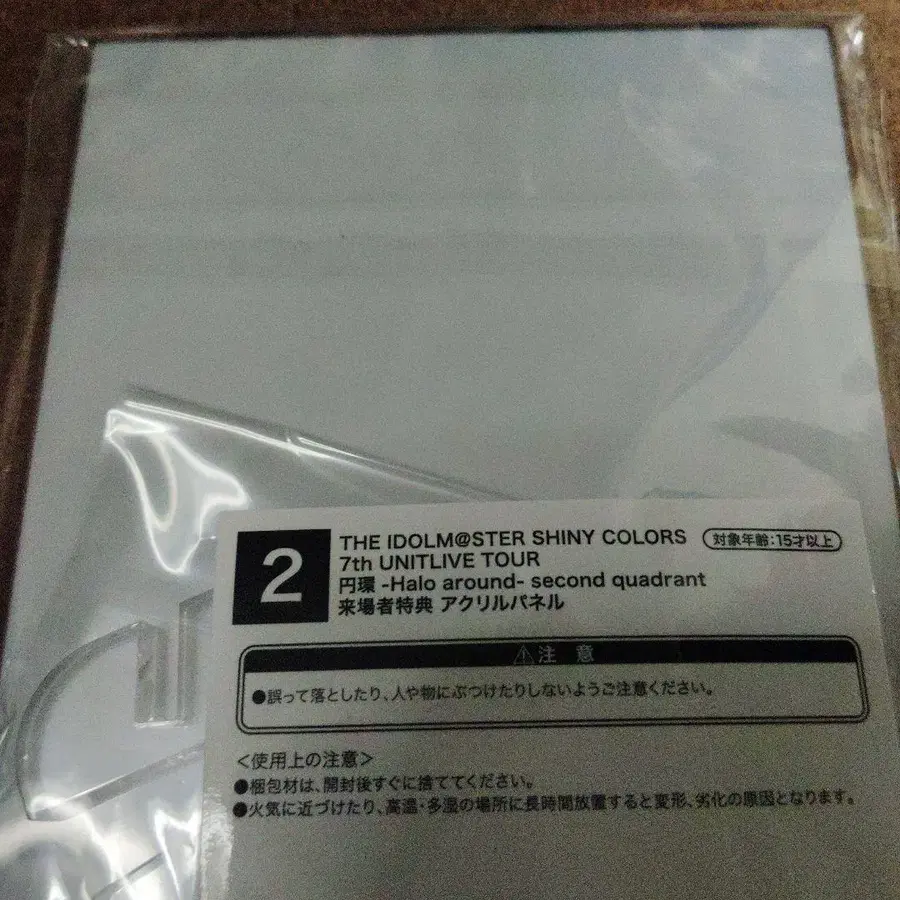 2
THE IDOLM@STER SHINY COLORS 対象年齢:15才以上
7th UNITLIVE TOUR
円環 -Halo around- second quadrant
来場者特典 アクリルパネル
⚠注 意
●誤って落としたり、人や物にぶつけたりしないようご注意ください。
<使用上の注意>
●梱包材は、開封後すぐに捨ててください。
●火気に近づけたり、高温・多湿の場所に長時間放置すると変形、劣化の原因となります。